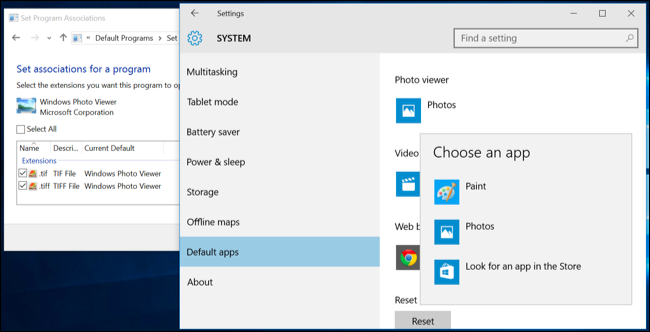 Set Program Associations
« Default Programs > Set
Set associations for a program
Select the extensions you want this program to op
Windows Photo Viewer
Microsoft Corporation
Select All
Name Descri... Current Default
Extensions
.tif TIF File Windows Photo Viewer
.tiff TIFF File Windows Photo Viewer
Settings
SYSTEM
Find a setting
Multitasking
Tablet mode
Battery saver
Power & sleep
Storage
Offline maps
Default apps
About
Photo viewer
Photos
Video
Web b
Reset
Reset
Choose an app
Paint
Photos
Look for an app in the Store